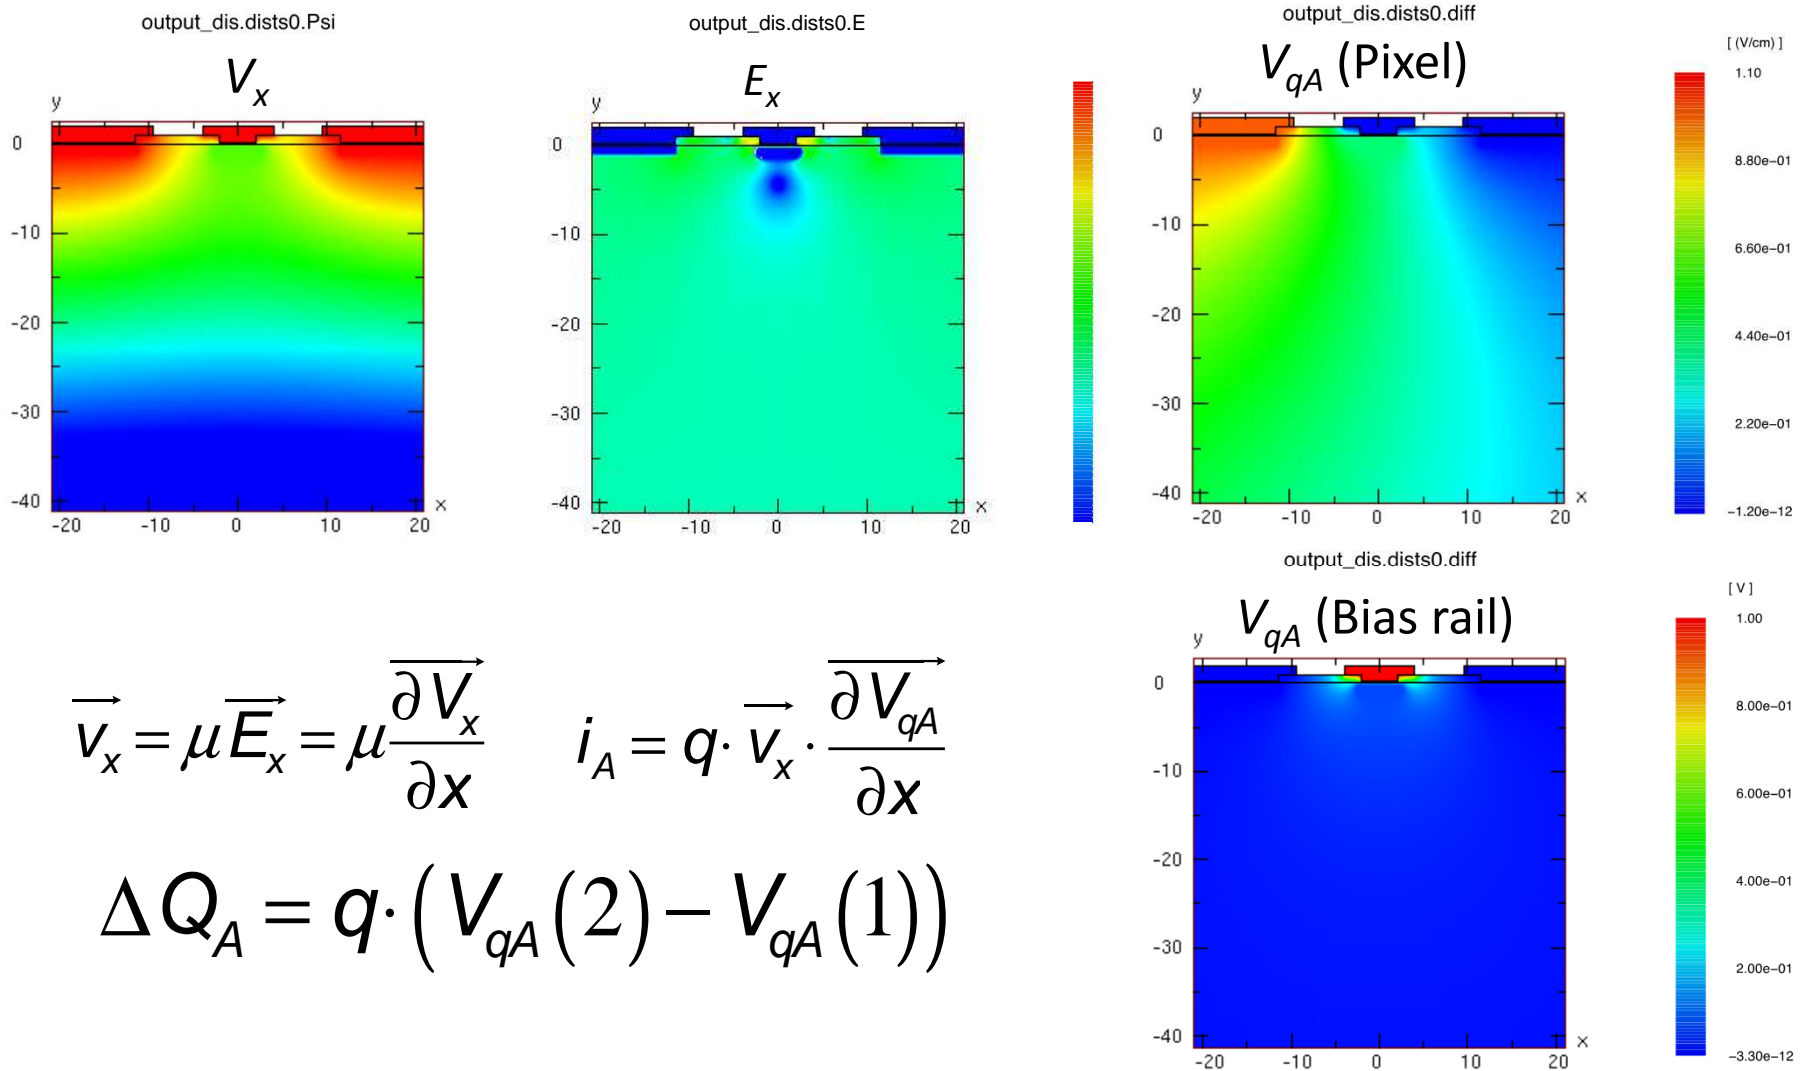 output_dis.dists0.Psi
V_x
y
0
-10
-20
-30
-40
-20 -10 0 10 20
x
output_dis.dists0.E
E_x
y
0
-10
-20
-30
-40
-20 -10 0 10 20
x
output_dis.dists0.diff
V_qA (Pixel)
y
0
-10
-20
-30
-40
-20 -10 0 10 20
x
[ (V/cm) ]
1.10
8.80e−01
6.60e−01
4.40e−01
2.20e−01
−1.20e−12
output_dis.dists0.diff
V_qA (Bias rail)
y
0
-10
-20
-30
-40
-20 -10 0 10 20
x
[ V ]
1.00
8.00e−01
6.00e−01
4.00e−01
2.00e−01
−3.30e−12
v_x = μE_x = μ ∂V_x/∂x
i_A = q· v_x · ∂V_qA/∂x
ΔQ_A = q·(V_qA(2) − V_qA(1))